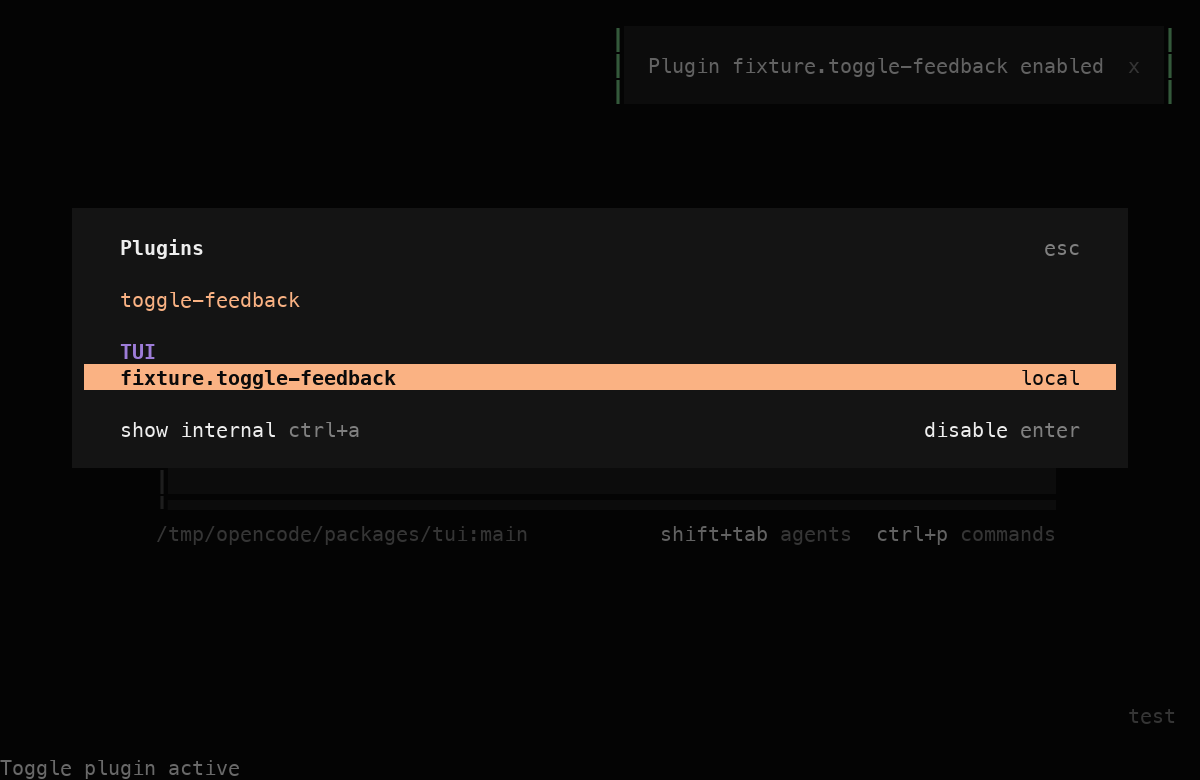 Plugin fixture.toggle-feedback enabled x
Plugins esc
toggle-feedback
TUI
fixture.toggle-feedback local
show internal ctrl+a disable enter
/tmp/opencode/packages/tui:main shift+tab agents ctrl+p commands
test
Toggle plugin active